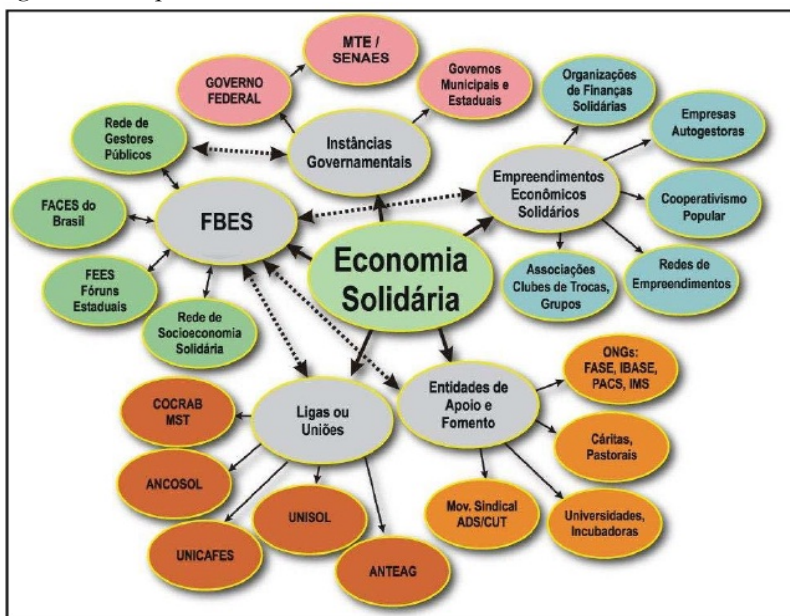 MTE /
SENAES
GOVERNO
FEDERAL
Governos
Municipais e
Estaduais
Organizações
de Finanças
Solidárias
Empresas
Autogestoras
Rede de
Gestores
Públicos
Instâncias
Governamentais
Empreendimentos
Econômicos
Solidários
Cooperativismo
Popular
FACES do
Brasil
FBES
Economia
Solidária
FEES
Fóruns
Estaduais
Rede de
Socioeconomia
Solidária
Associações
Clubes de Trocas,
Grupos
Redes de
Empreendimentos
ONGs:
FASE, IBASE,
PACS, IMS
COCRAB
MST
Ligas ou
Uniões
Entidades de
Apoio e
Fomento
Cáritas,
Pastorais
ANCOSOL
UNISOL
Mov. Sindical
ADS/CUT
Universidades,
Incubadoras
UNICAFES
ANTEAG